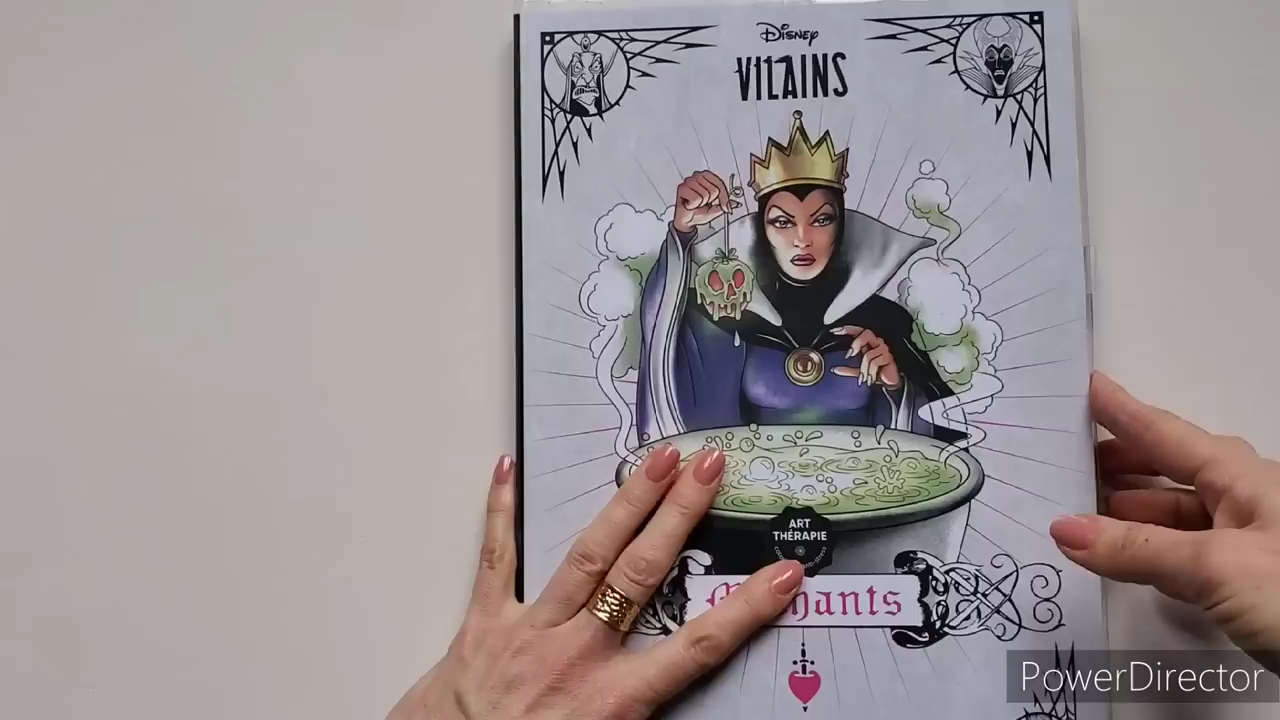 Disney
VILAINS
ART
THÉRAPIE
hants
PowerDirector